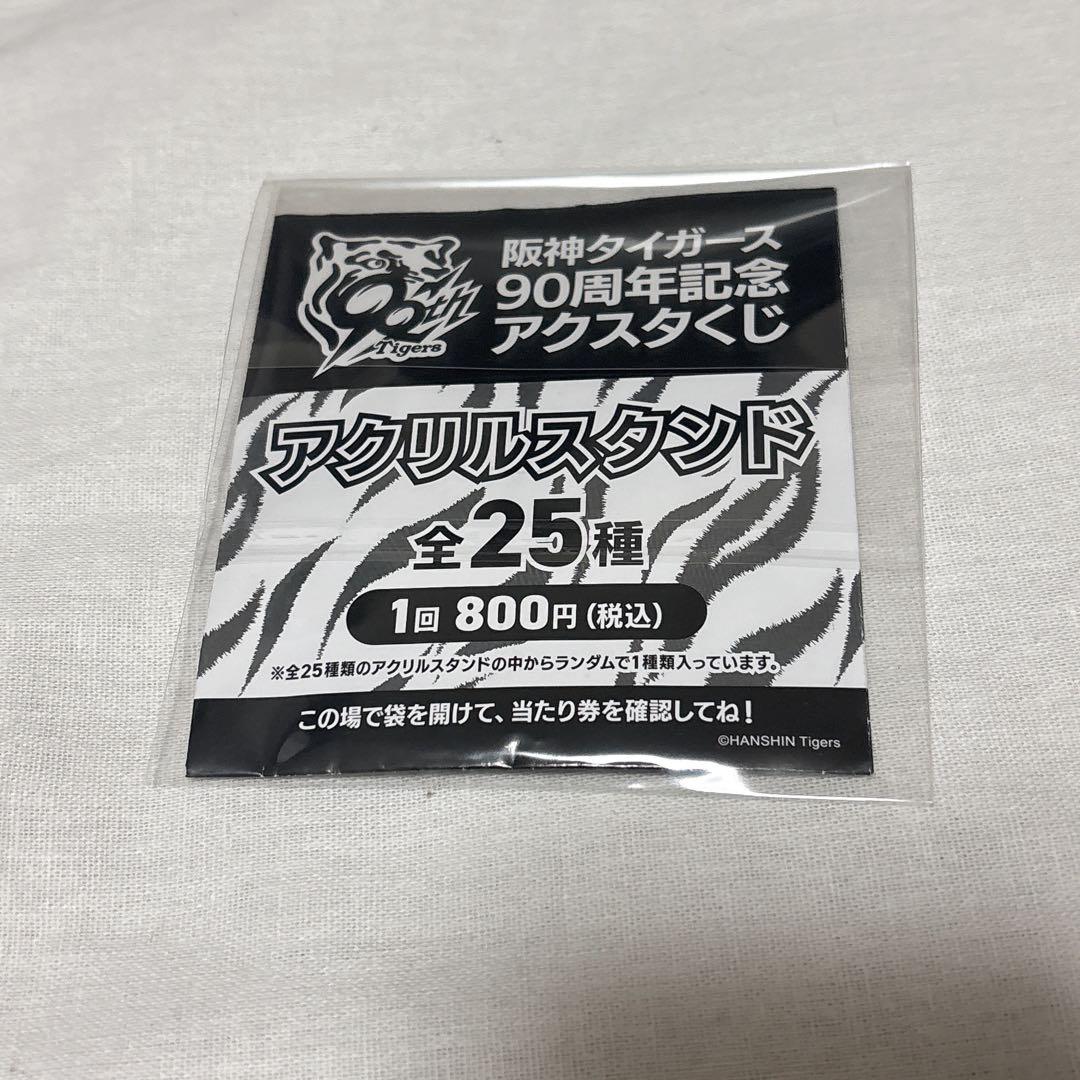 90th
Tigers
阪神タイガース
90周年記念
アクスタくじ
アクリルスタンド
全25種
1回 800円(税込)
※全25種類のアクリルスタンドの中からランダムで1種類入っています。
この場で袋を開けて、当たり券を確認してね!
©HANSHIN Tigers